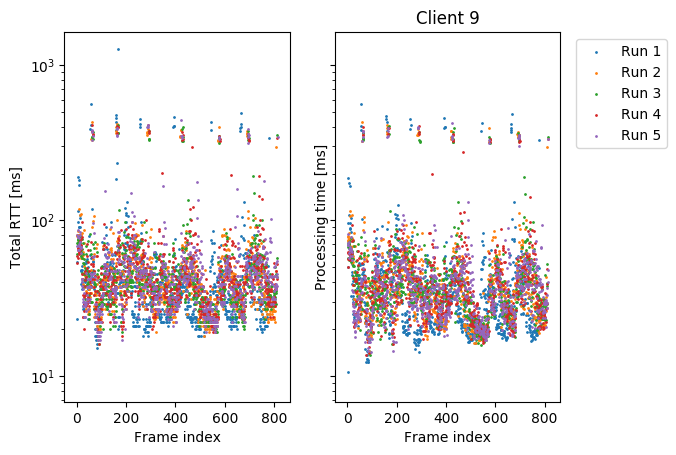 Client 9
Total RTT [ms]
10³
10²
10¹
0 200 400 600 800
Frame index
Processing time [ms]
0 200 400 600 800
Frame index
Run 1
Run 2
Run 3
Run 4
Run 5